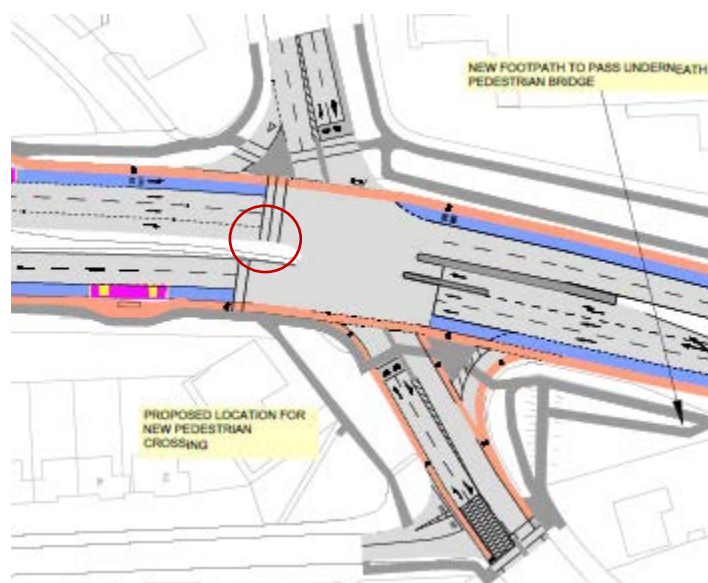 NEW FOOTPATH TO PASS UNDERNEATH
PEDESTRIAN BRIDGE
PROPOSED LOCATION FOR
NEW PEDESTRIAN
CROSSING